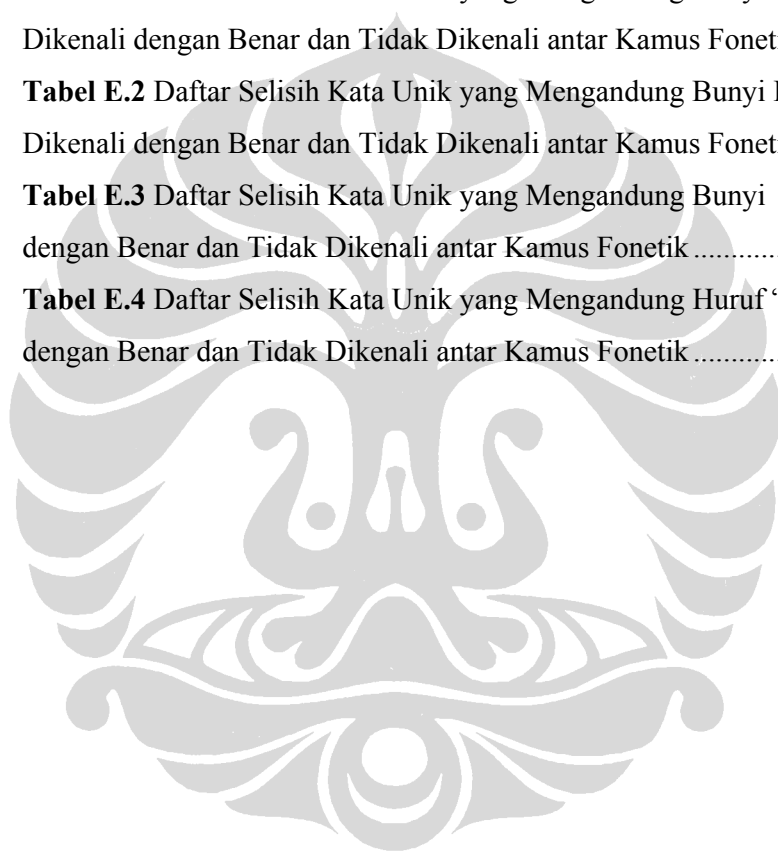 Dikenali dengan Benar dan Tidak Dikenali antar Kamus
Tabel E.2 Daftar Selisih Kata Unik yang Mengandung Bunyi
Dikenali dengan Benar dan Tidak Dikenali antar Kamus
Tabel E.3 Daftar Selisih Kata Unik yang Mengandung Bunyi
dengan Benar dan Tidak Dikenali antar Kamus Fonetik ............
Tabel E.4 Daftar Selisih Kata Unik yang Mengandung Huruf “
dengan Benar dan Tidak Dikenali antar Kamus Fonetik ............